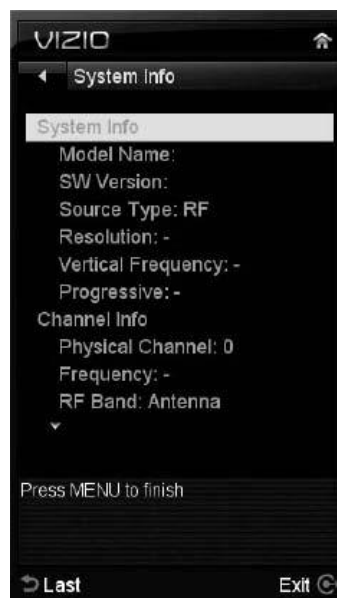 VIZIO
System Info
System Info
Model Name:
SW Version:
Source Type: RF
Resolution: -
Vertical Frequency: -
Progressive: -
Channel Info
Physical Channel: 0
Frequency: -
RF Band: Antenna
Press MENU to finish
Last Exit